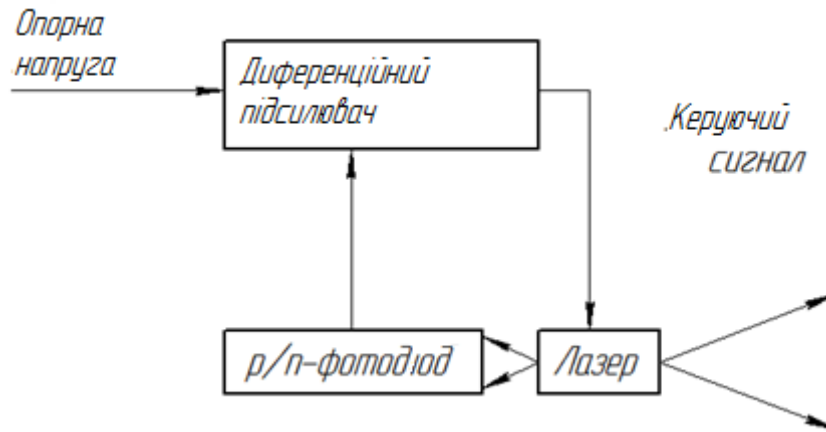 Опорна
напруга
Диференційний
підсилювач
Керуючий
сигнал
p/n-фотодіод
Лазер